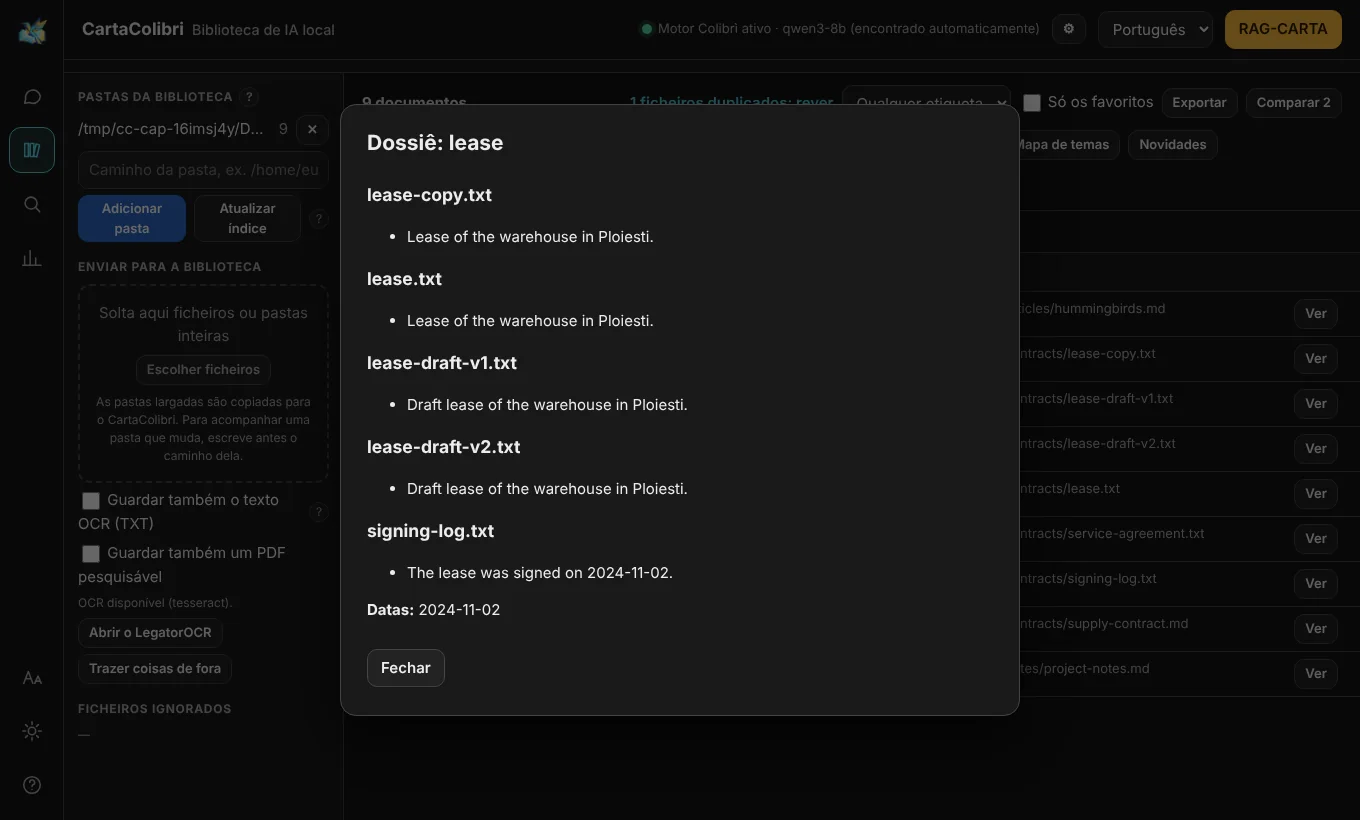 CartaColibri Biblioteca de IA local
Motor Colibri ativo · qwen3-8b (encontrado automaticamente)
Português
RAG-CARTA
PASTAS DA BIBLIOTECA ?
/tmp/cc-cap-16imsj4y/D... 9 ✕
Caminho da pasta, ex. /home/eu
Adicionar pasta
Atualizar índice
?
ENVIAR PARA A BIBLIOTECA
Solta aqui ficheiros ou pastas
inteiras
Escolher ficheiros
As pastas largadas são copiadas para
o CartaColibri. Para acompanhar uma
pasta que muda, escreve antes o
caminho dela.
Guardar também o texto
OCR (TXT)
?
Guardar também um PDF
pesquisável
OCR disponível (tesseract).
Abrir o LegatorOCR
Trazer coisas de fora
FICHEIROS IGNORADOS
—
9 documentos
1 ficheiros duplicados: rever
Qualquer etiqueta
Só os favoritos
Exportar
Comparar 2
Mapa de temas
Novidades
Dossiê: lease
lease-copy.txt
• Lease of the warehouse in Ploiesti.
lease.txt
• Lease of the warehouse in Ploiesti.
lease-draft-v1.txt
• Draft lease of the warehouse in Ploiesti.
lease-draft-v2.txt
• Draft lease of the warehouse in Ploiesti.
signing-log.txt
• The lease was signed on 2024-11-02.
Datas: 2024-11-02
Fechar
icles/hummingbirds.md Ver
ntracts/lease-copy.txt Ver
ntracts/lease-draft-v1.txt Ver
ntracts/lease-draft-v2.txt Ver
ntracts/lease.txt Ver
ntracts/service-agreement.txt Ver
ntracts/signing-log.txt Ver
ntracts/supply-contract.md Ver
tes/project-notes.md Ver